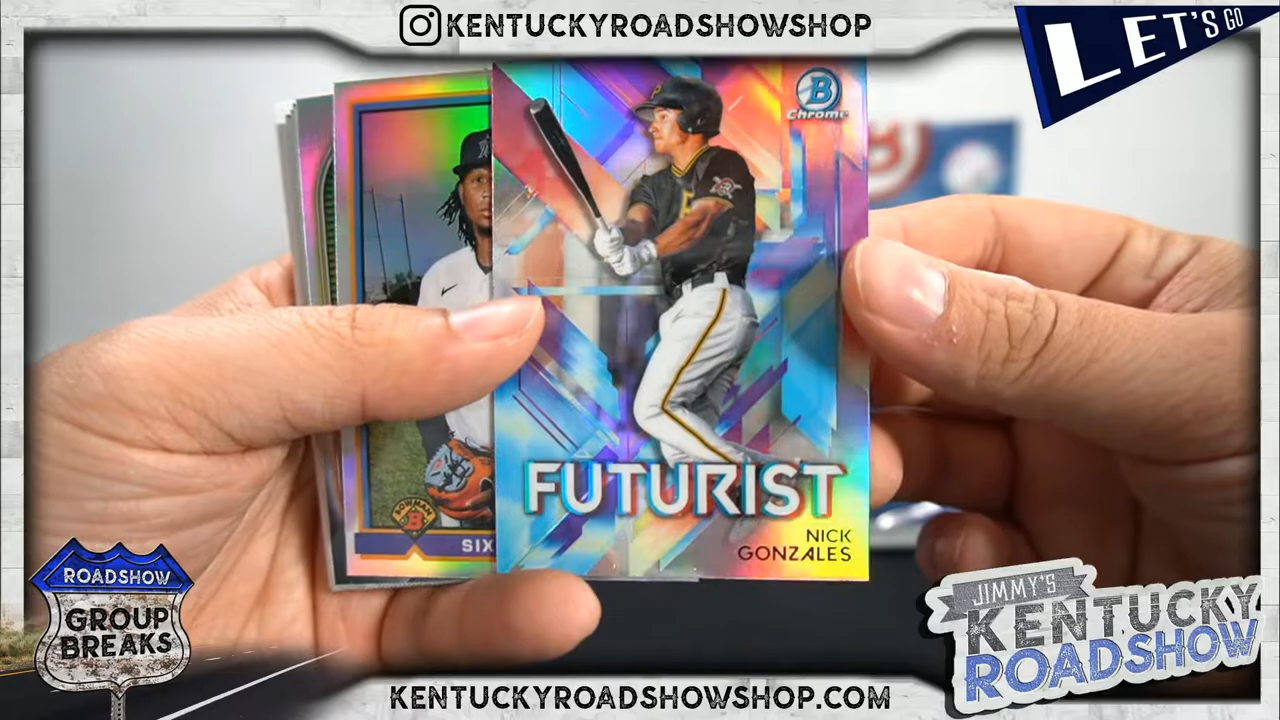 KENTUCKYROADSHOWSHOP
LET'S GO
B
Chrome
P
FUTURIST
NICK
GONZALES
BOWMAN
B
SIX
ROADSHOW
GROUP
BREAKS
JIMMY'S
KENTUCKY
ROADSHOW
KENTUCKYROADSHOWSHOP.COM